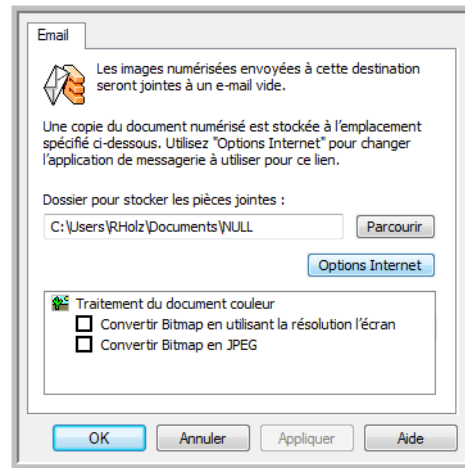 Email
Les images numérisées envoyées à cette destination
seront jointes à un e-mail vide.
Une copie du document numérisé est stockée à l'emplacement
spécifié ci-dessous. Utilisez "Options Internet" pour changer
l'application de messagerie à utiliser pour ce lien.
Dossier pour stocker les pièces jointes :
C:\Users\RHolz\Documents\NULL
Parcourir
Options Internet
Traitement du document couleur
Convertir Bitmap en utilisant la résolution l'écran
Convertir Bitmap en JPEG
OK Annuler Appliquer Aide